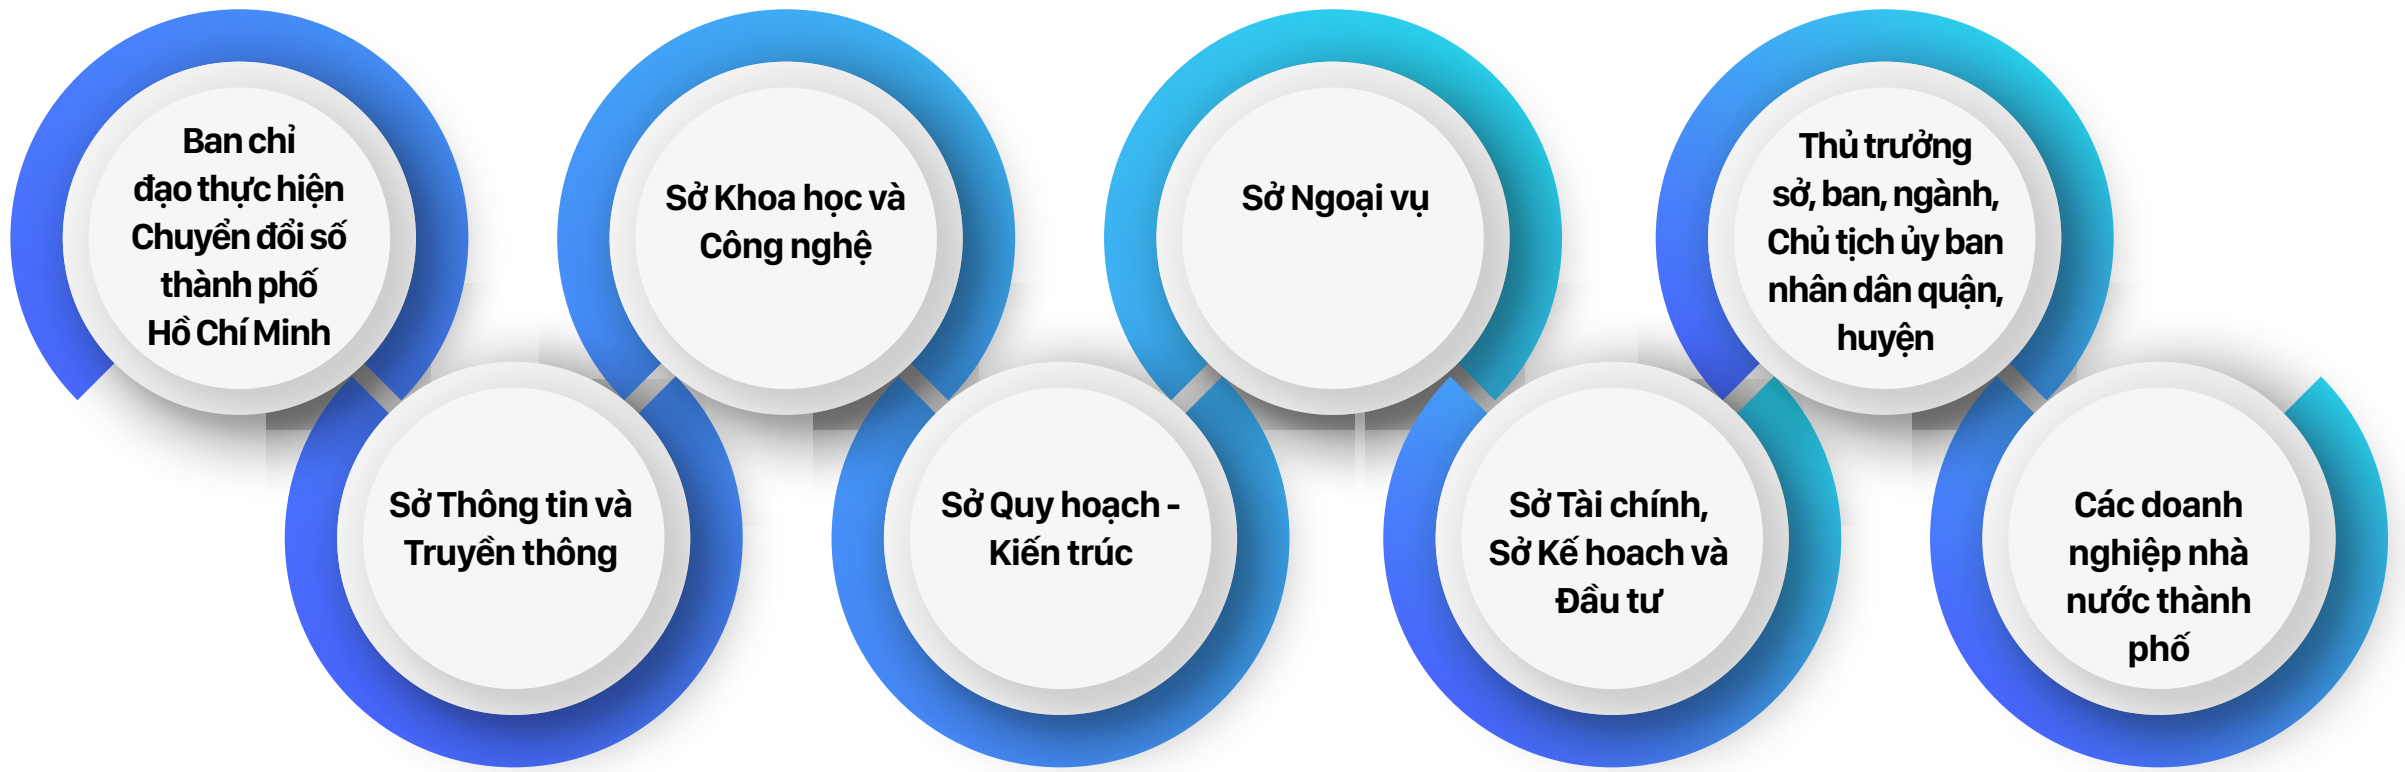 Ban chỉ
đạo thực hiện
Chuyển đổi số
thành phố
Hồ Chí Minh
Sở Thông tin và
Truyền thông
Sở Khoa học và
Công nghệ
Sở Quy hoạch -
Kiến trúc
Sở Ngoại vụ
Sở Tài chính,
Sở Kế hoach và
Đầu tư
Thủ trưởng
sở, ban, ngành,
Chủ tịch ủy ban
nhân dân quận,
huyện
Các doanh
nghiệp nhà
nước thành
phố